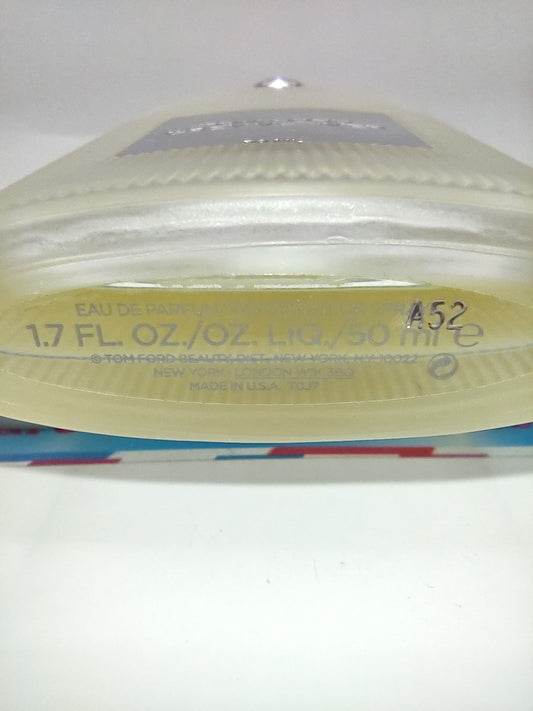 EAU DE PARFUM
A52
1.7 FL. OZ./OZ. LIQ./50 ml e
© TOM FORD BEAUTY, DIST. NEW YORK, N.Y. 10022
NEW YORK LONDON W1K 3BQ
MADE IN U.S.A. T0J7